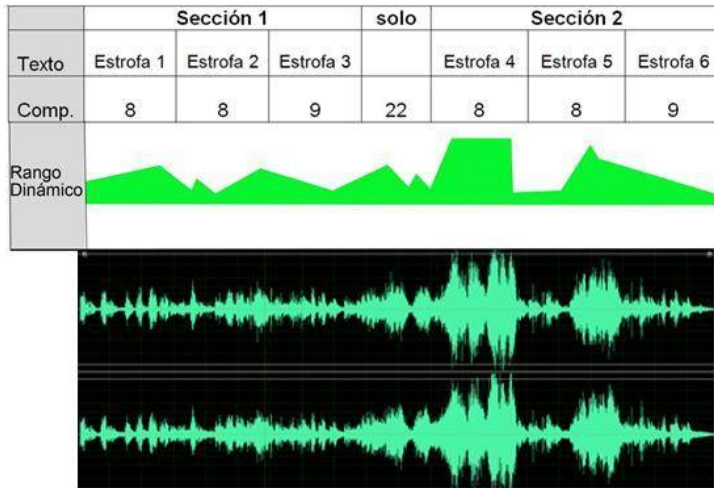 Sección 1 solo Sección 2
Texto Estrofa 1 Estrofa 2 Estrofa 3 Estrofa 4 Estrofa 5 Estrofa 6
Comp. 8 8 9 22 8 8 9
Rango
Dinámico